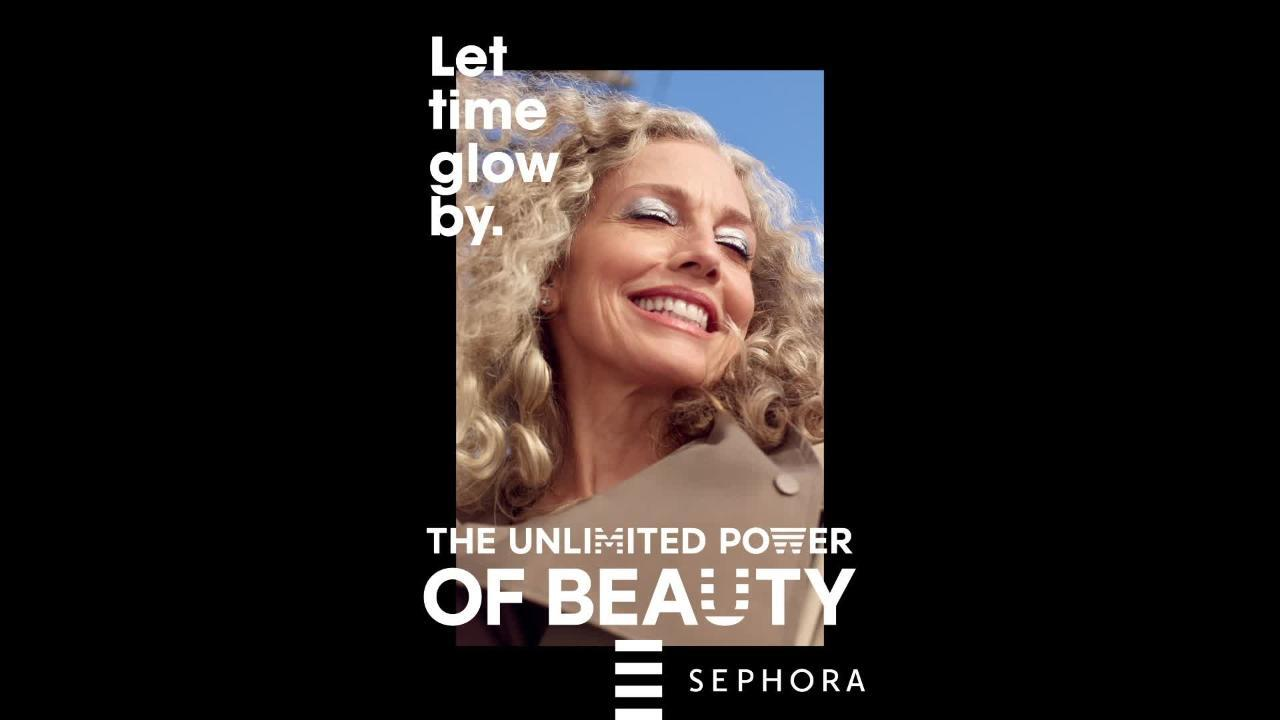 Let
time
glow
by.
THE UNLIMITED POWER
OF BEAUTY
SEPHORA